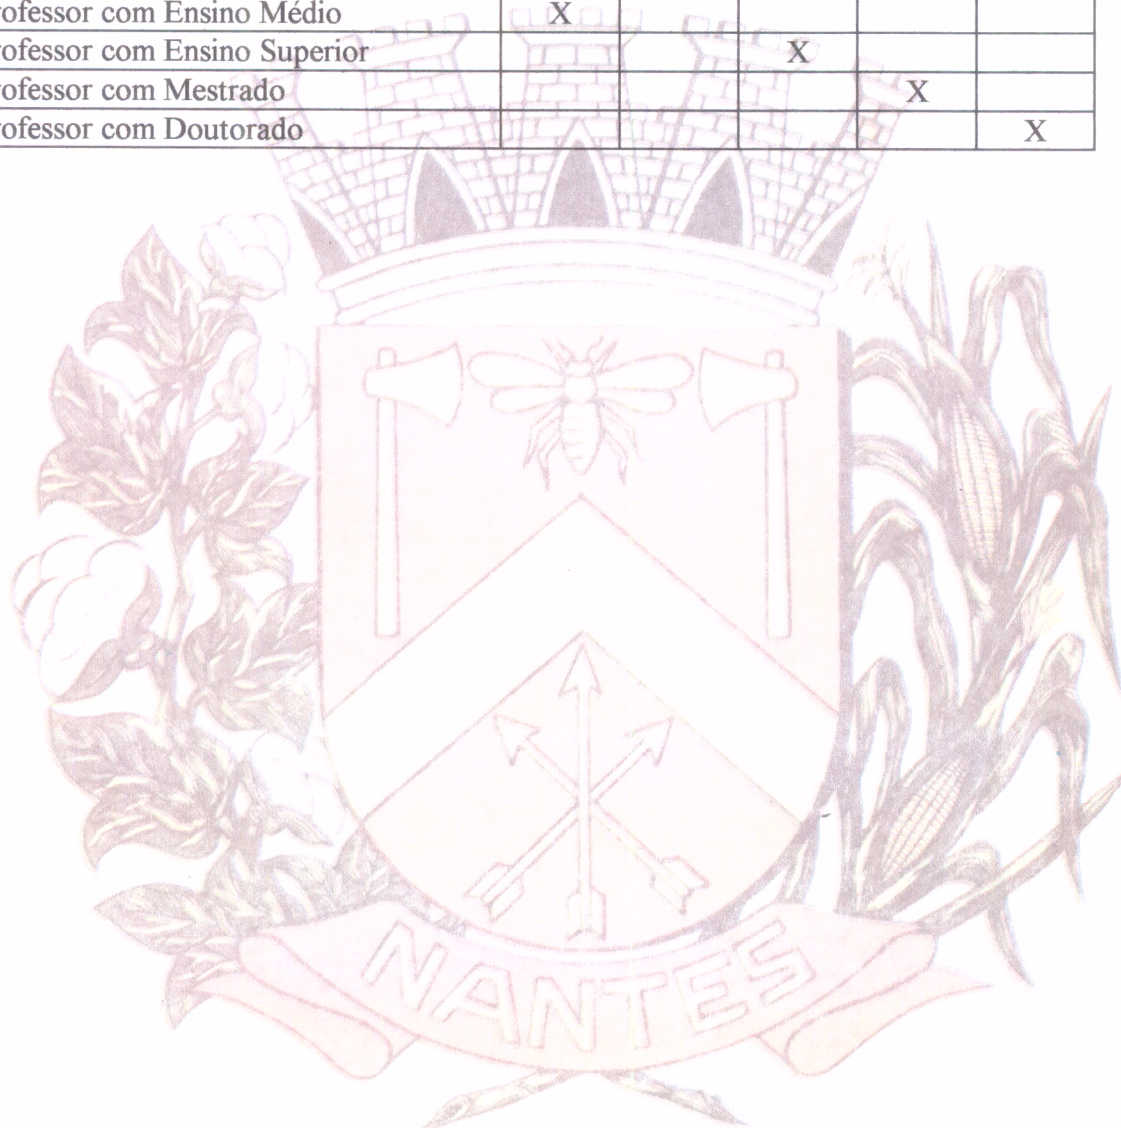 rofessor com Ensino Médio X
rofessor com Ensino Superior X
rofessor com Mestrado X
rofessor com Doutorado X
NANTES